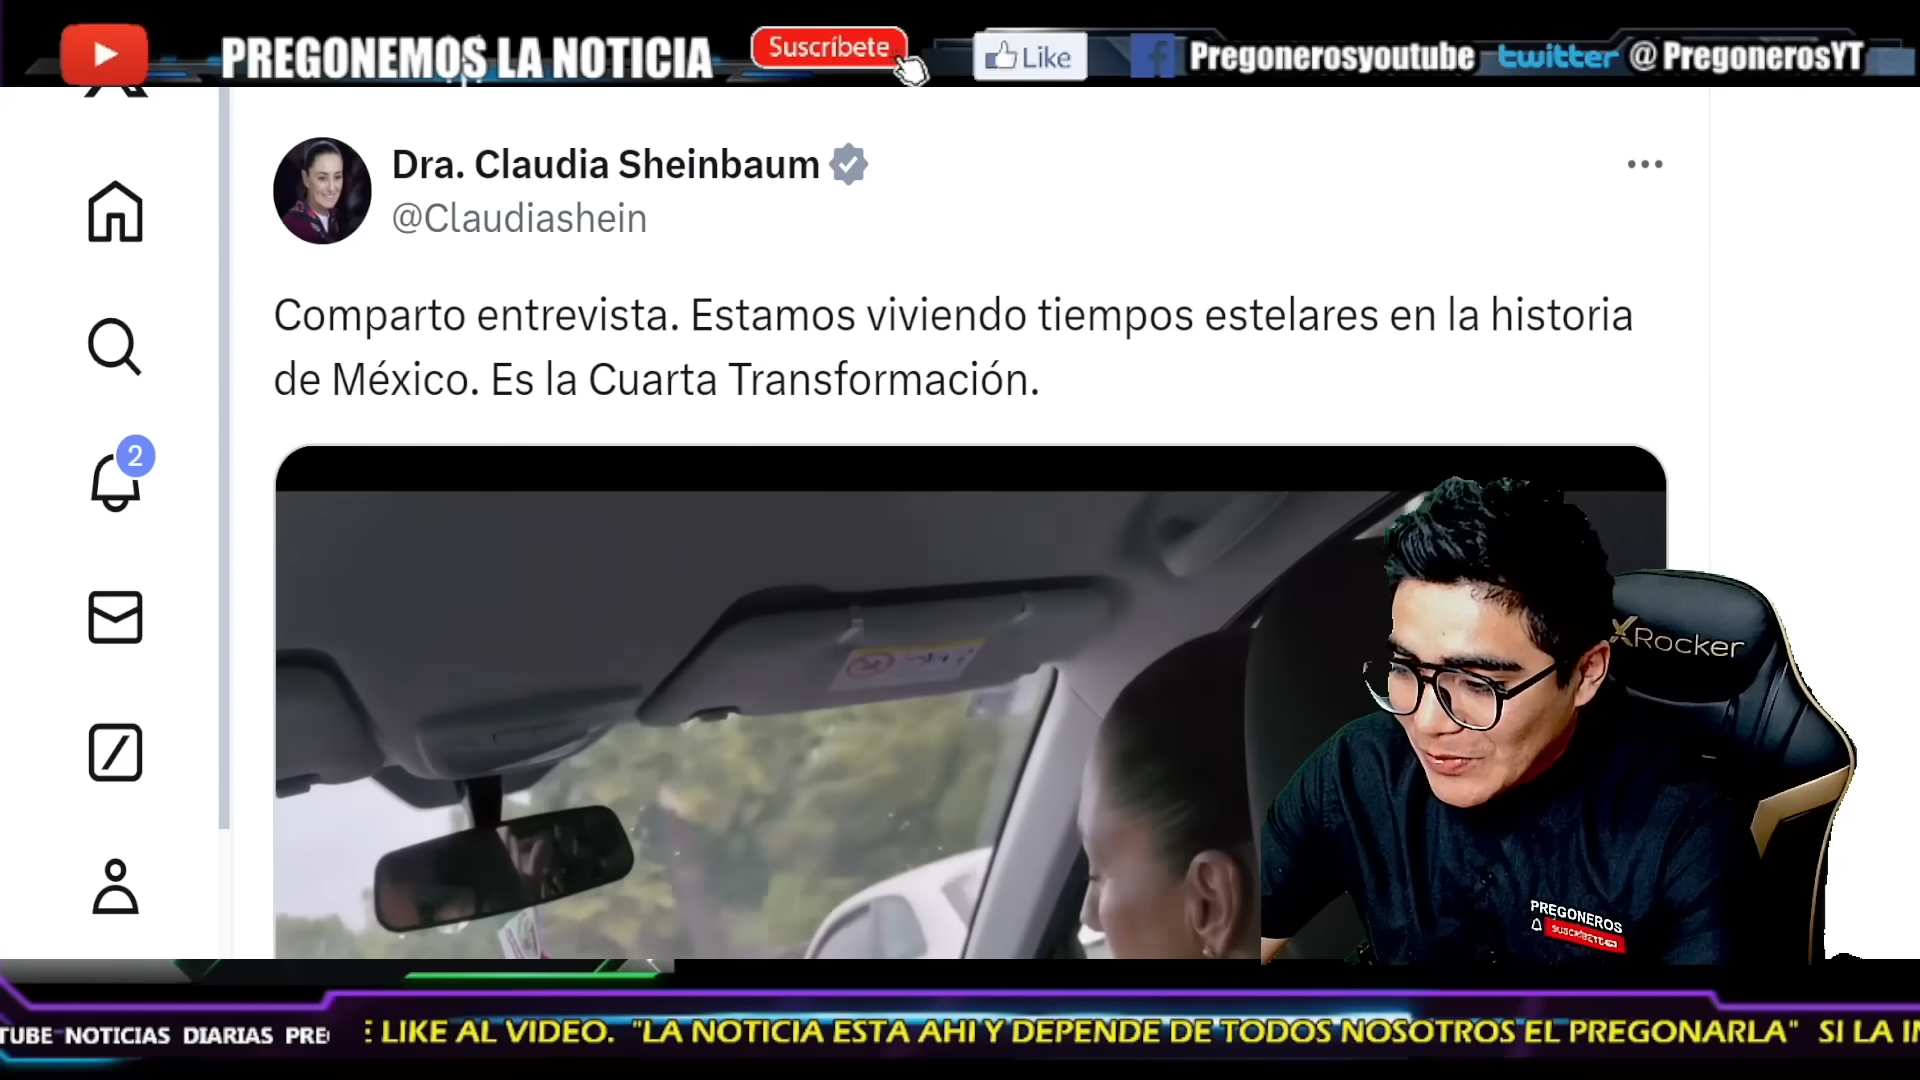 PREGONEMOS LA NOTICIA
Suscríbete
Like
Pregonerosyoutube
twitter @PregonerosYT
Dra. Claudia Sheinbaum
@Claudiashein
Comparto entrevista. Estamos viviendo tiempos estelares en la historia
de México. Es la Cuarta Transformación.
2
XRocker
PREGONEROS
SUSCRÍBETE
TUBE NOTICIAS DIARIAS PRE
E LIKE AL VIDEO. "LA NOTICIA ESTA AHI Y DEPENDE DE TODOS NOSOTROS EL PREGONARLA" SI LA I